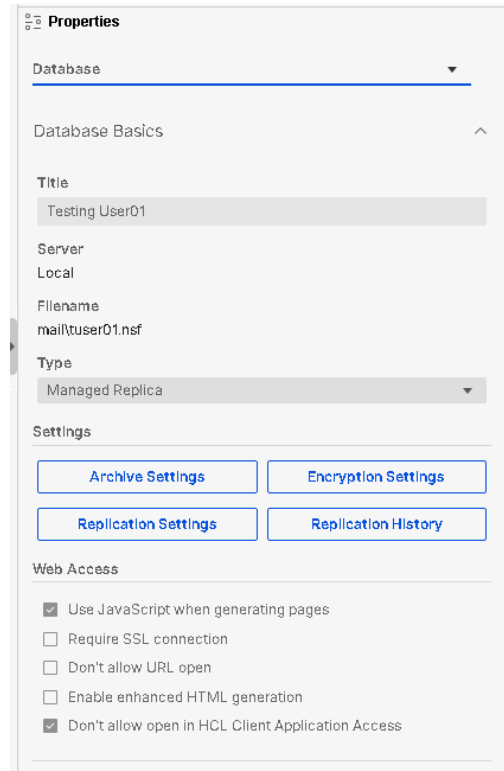 Properties
Database
Database Basics
Title
Testing User01
Server
Local
Filename
mail\tuser01.nsf
Type
Managed Replica
Settings
Archive Settings
Encryption Settings
Replication Settings
Replication History
Web Access
Use JavaScript when generating pages
Require SSL connection
Don't allow URL open
Enable enhanced HTML generation
Don't allow open in HCL Client Application Access